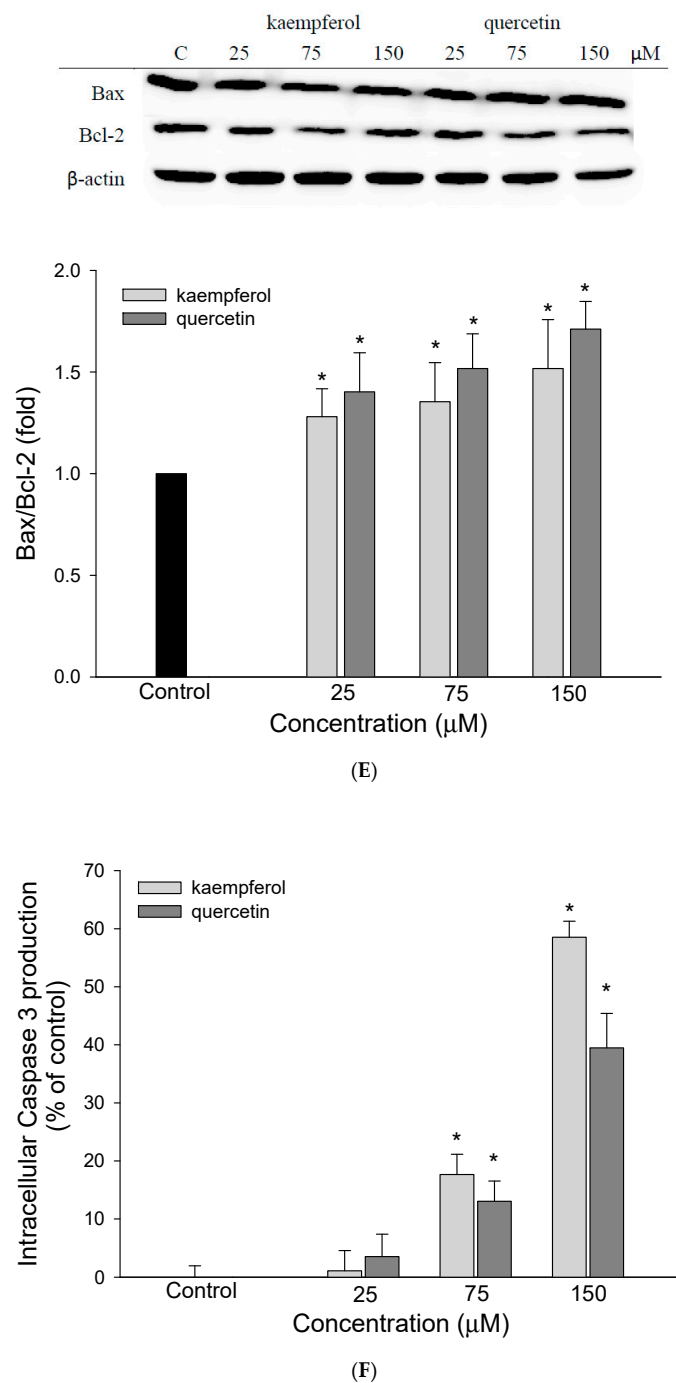 kaempferol quercetin
C 25 75 150 25 75 150 μM
Bax
Bcl-2
β-actin
2.0
1.5
1.0
0.5
0.0
Bax/Bcl-2 (fold)
kaempferol
quercetin
* * * * * *
Control 25 75 150
Concentration (μM)
(E)
70
60
50
40
30
20
10
0
Intracellular Caspase 3 production
(% of control)
kaempferol
quercetin
* * * *
Control 25 75 150
Concentration (μM)
(F)